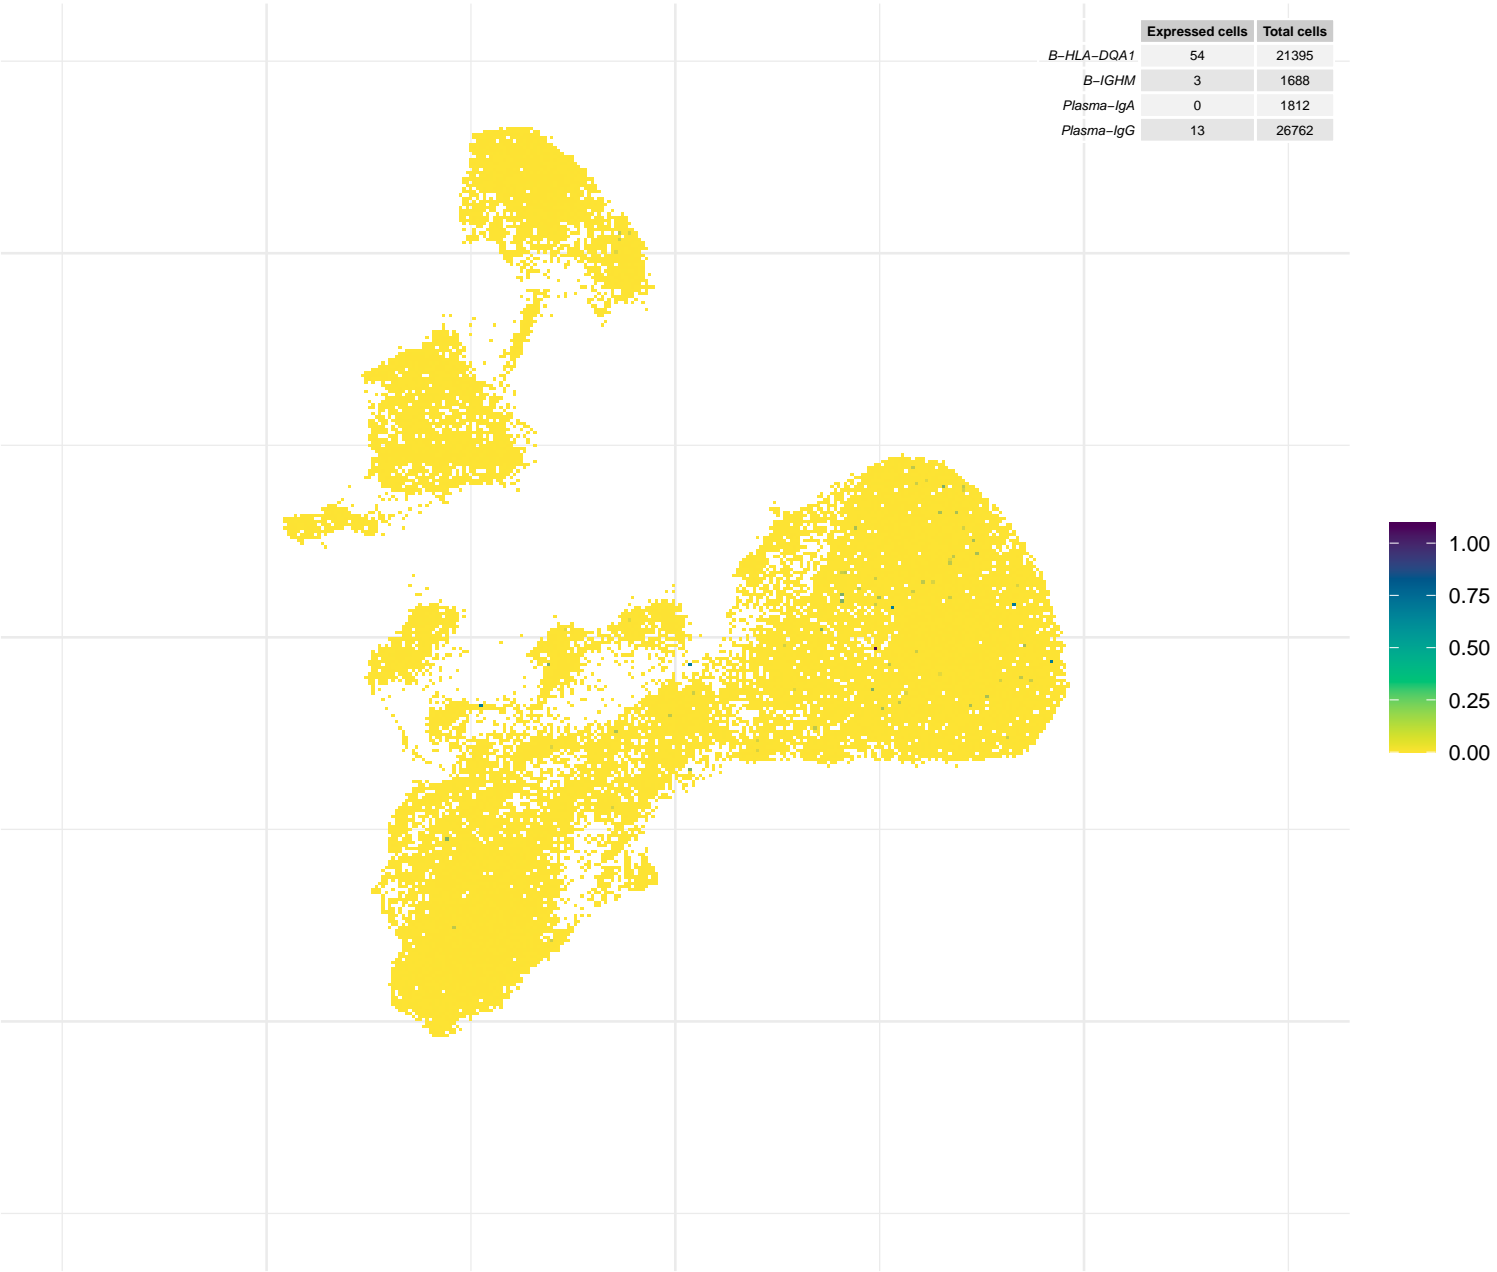 Expressed cells Total cells
B−HLA−DQA1 54 21395
B−IGHM 3 1688
Plasma−IgA 0 1812
Plasma−IgG 13 26762
1.00
0.75
0.50
0.25
0.00